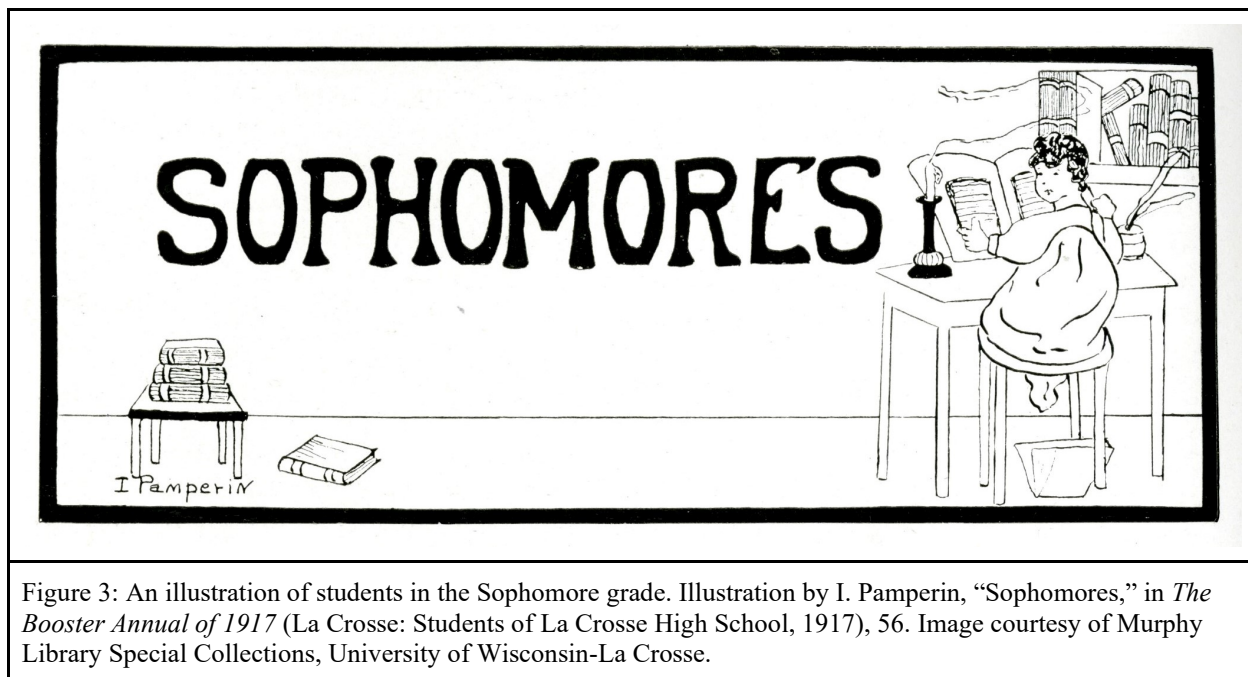 SOPHOMORES
I Pamperin
Figure 3: An illustration of students in the Sophomore grade. Illustration by I. Pamperin, “Sophomores,” in The
Booster Annual of 1917 (La Crosse: Students of La Crosse High School, 1917), 56. Image courtesy of Murphy
Library Special Collections, University of Wisconsin-La Crosse.